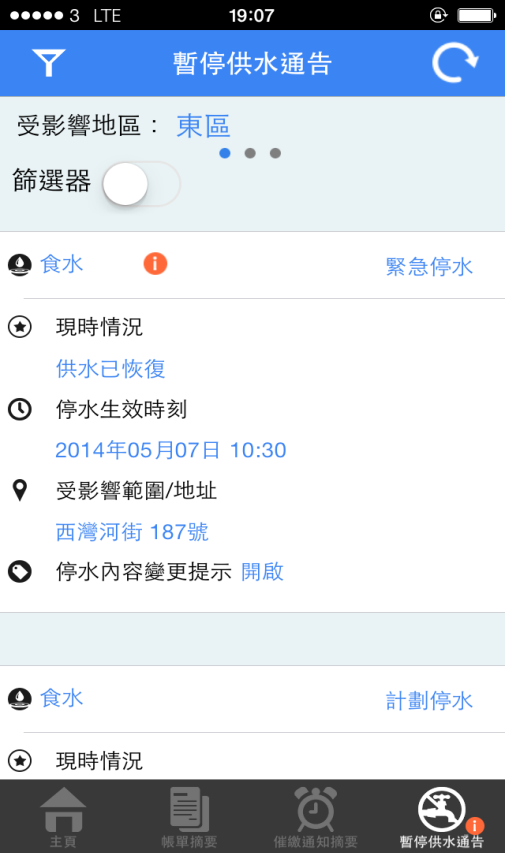 3 LTE 19:07
暫停供水通告
受影響地區： 東區
篩選器
食水 緊急停水
現時情況
供水已恢復
停水生效時刻
2014年05月07日 10:30
受影響範圍/地址
西灣河街 187號
停水內容變更提示 開啟
食水 計劃停水
現時情況
主頁 帳單摘要 催繳通知摘要 暫停供水通告